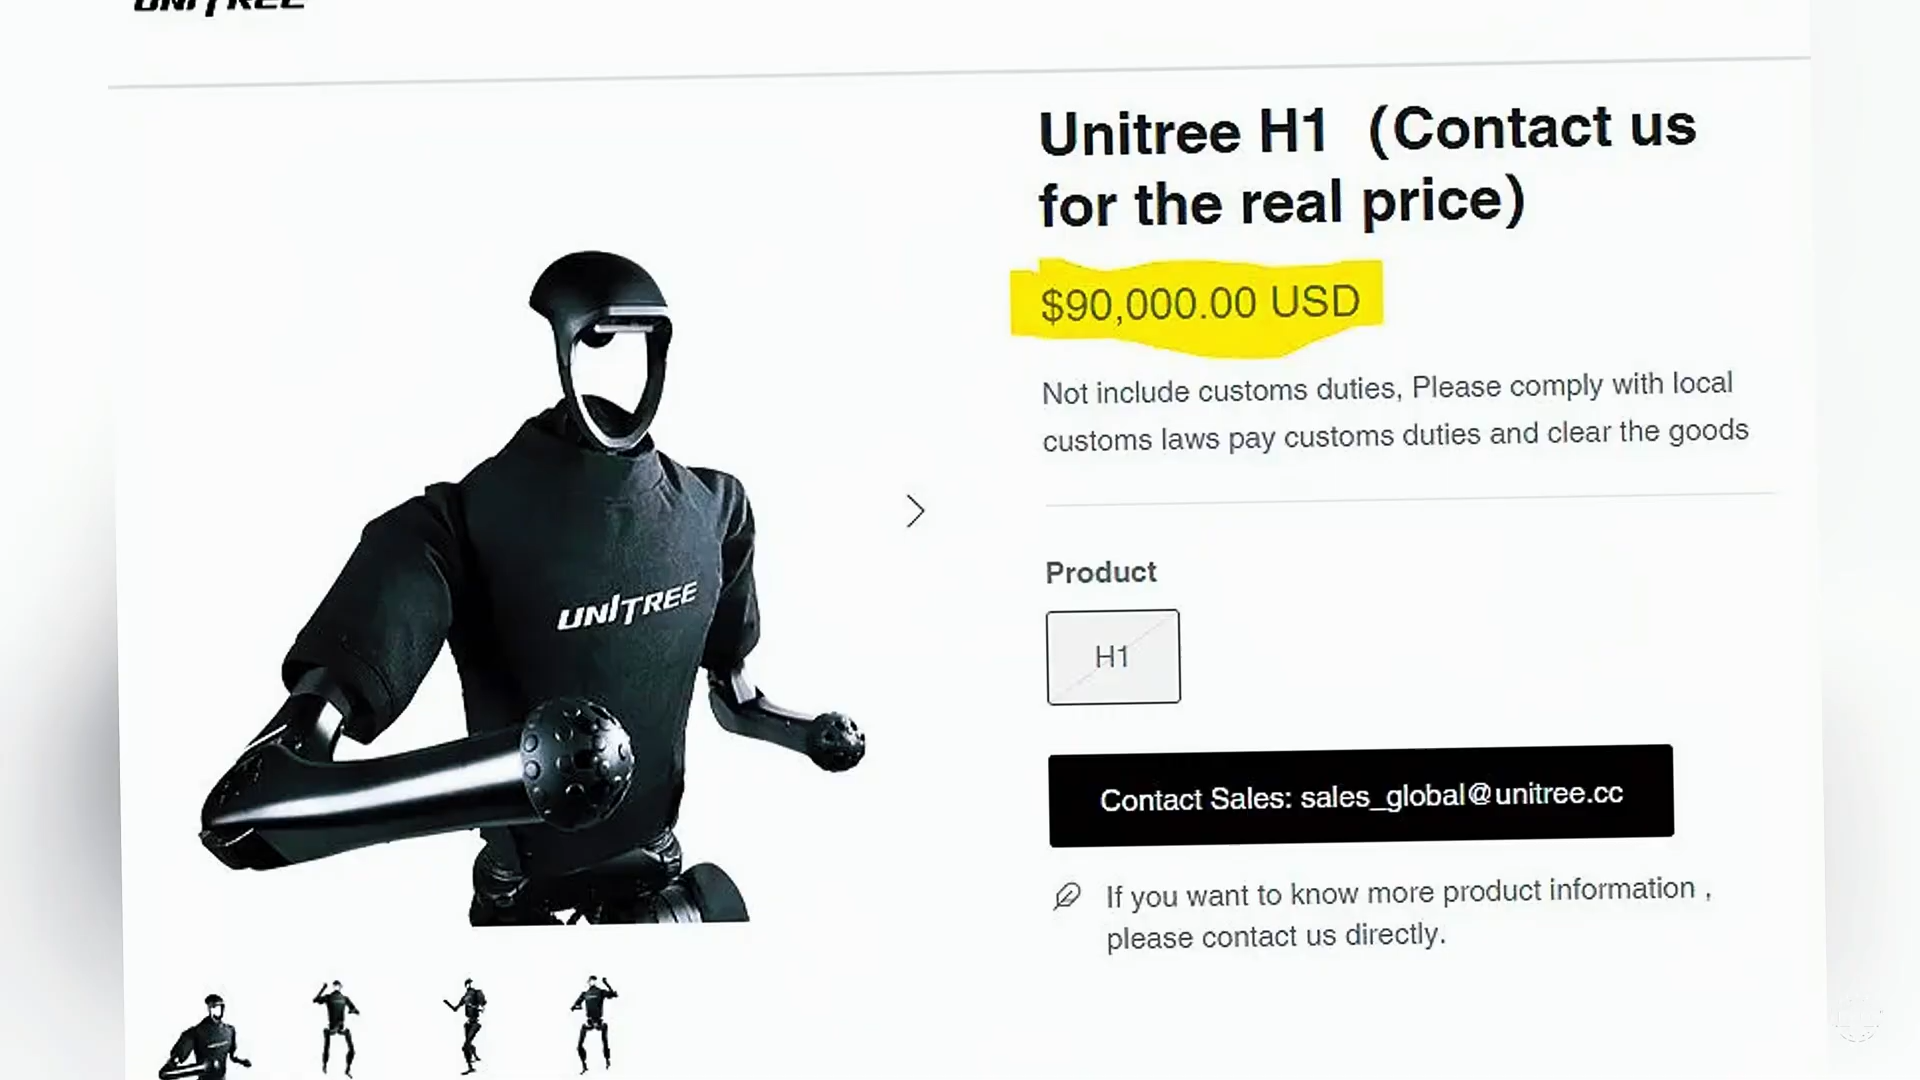 UNITREE
Unitree H1（Contact us
for the real price）
$90,000.00 USD
Not include customs duties, Please comply with local
customs laws pay customs duties and clear the goods
UNITREE
Product
H1
Contact Sales: sales_global@unitree.cc
If you want to know more product information ,
please contact us directly.